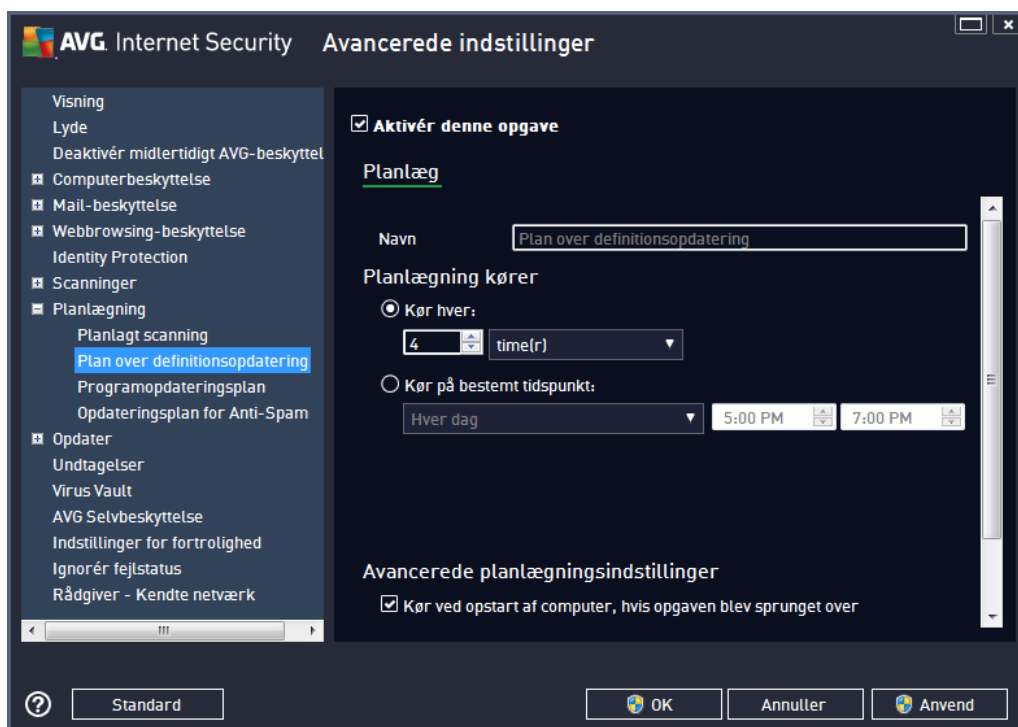 AVG. Internet Security Avancerede indstillinger
Visning
Lyde
Deaktivér midlertidigt AVG-beskyttel
Computerbeskyttelse
Mail-beskyttelse
Webbrowsing-beskyttelse
Identity Protection
Scanninger
Planlægning
Planlagt scanning
Plan over definitionsopdatering
Programopdateringsplan
Opdateringsplan for Anti-Spam
Opdater
Undtagelser
Virus Vault
AVG Selvbeskyttelse
Indstillinger for fortrolighed
Ignorér fejlstatus
Rådgiver - Kendte netværk
Aktivér denne opgave
Planlæg
Navn Plan over definitionsopdatering
Planlægning kører
Kør hver:
4 time(r)
Kør på bestemt tidspunkt:
Hver dag 5:00 PM 7:00 PM
Avancerede planlægningsindstillinger
Kør ved opstart af computer, hvis opgaven blev sprunget over
? Standard OK Annuller Anvend